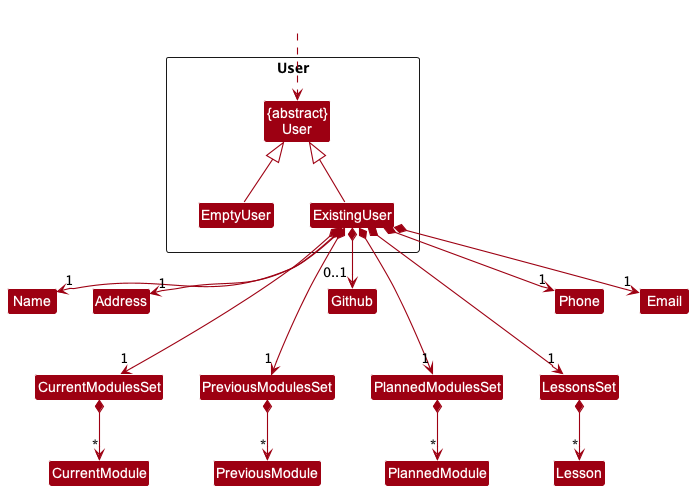 User
{abstract}
User
EmptyUser
ExistingUser
1
1
0..1
1
1
Name
Address
Github
Phone
Email
1
1
1
1
CurrentModulesSet
PreviousModulesSet
PlannedModulesSet
LessonsSet
*
*
*
*
CurrentModule
PreviousModule
PlannedModule
Lesson